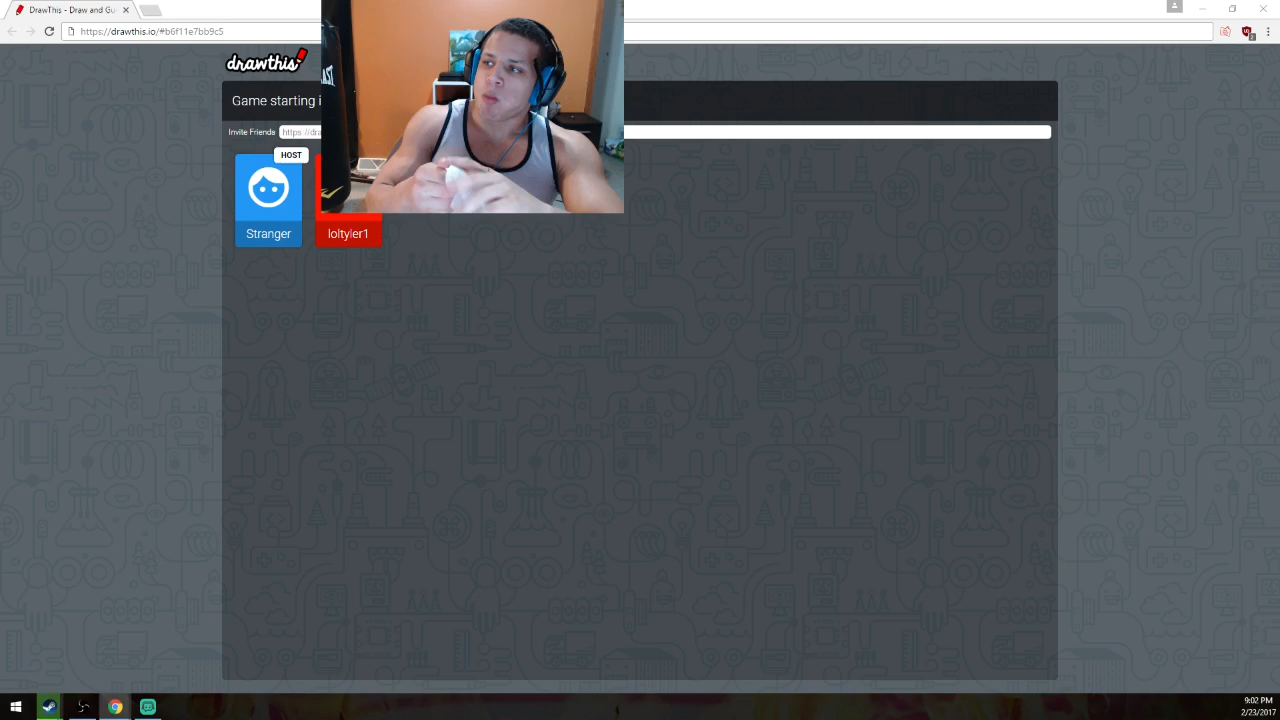 DrawThis - Draw and Gu
https://drawthis.io/#b6f11e7bb9c5
drawthis
Game starting i
Invite Friends https://dra
HOST
Stranger
loltyler1
9:02 PM
2/23/2017